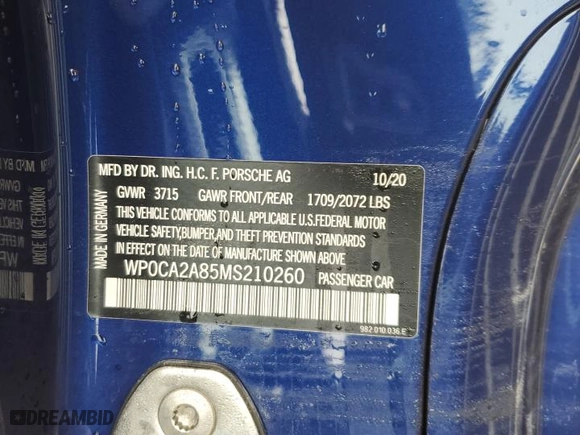 MFD BY DR. ING. H.C. F. PORSCHE AG 10/20
GVWR 3715 GAWR FRONT/REAR 1709/2072 LBS
THIS VEHICLE CONFORMS TO ALL APPLICABLE U.S.FEDERAL MOTOR
VEHICLE SAFETY,BUMPER,AND THEFT PREVENTION STANDARDS
IN EFFECT ON THE DATE OF MANUFACTURE SHOWN ABOVE
WP0CA2A85MS210260 PASSENGER CAR
982.010.036.E
MADE IN GERMANY
DREAMBID